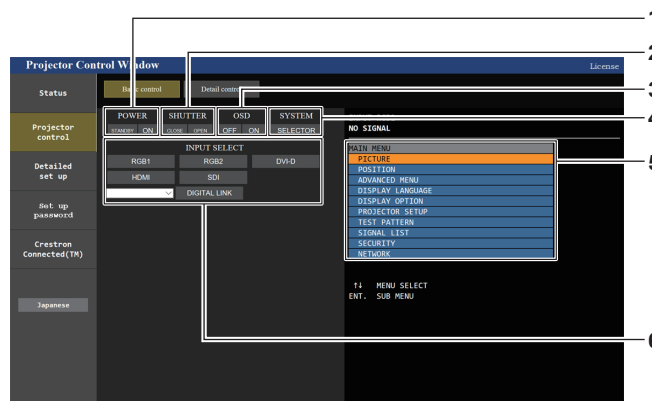 1
Projector Control Window
License
2
Status
Basic control
Detail control
3
POWER
SHUTTER
OSD
SYSTEM
4
STANDBY
ON
CLOSE
OPEN
OFF
ON
SELECTOR
NO SIGNAL
Projector
control
INPUT SELECT
RGB1
RGB2
DVI-D
HDMI
SDI
DIGITAL LINK
MAIN MENU
PICTURE
POSITION
ADVANCED MENU
DISPLAY LANGUAGE
DISPLAY OPTION
PROJECTOR SETUP
TEST PATTERN
SIGNAL LIST
SECURITY
NETWORK
5
Detailed
set up
Set up
password
Crestron
Connected(TM)
↑↓ MENU SELECT
ENT. SUB MENU
Japanese
6